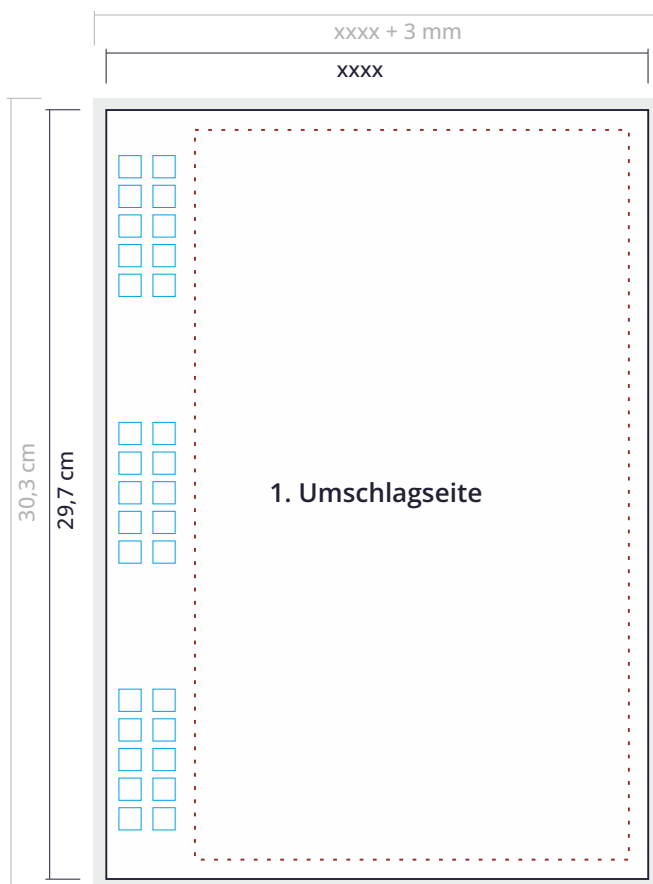 xxxx + 3 mm
xxxx
30,3 cm
29,7 cm
1. Umschlagseite